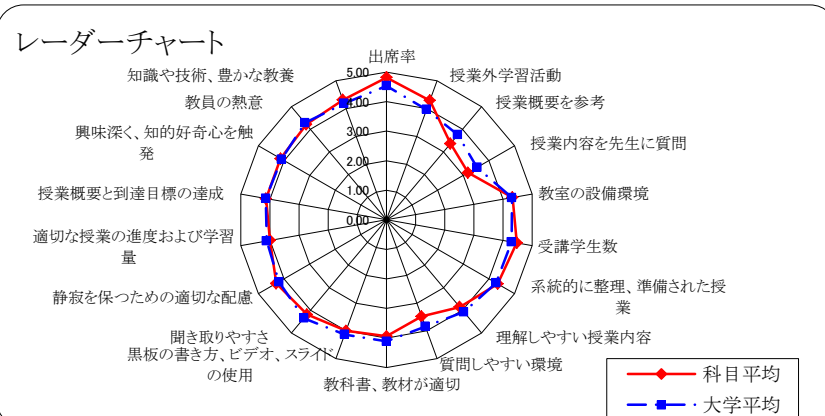 レーダーチャート
出席率
授業外学習活動
授業概要を参考
授業内容を先生に質問
教室の設備環境
受講学生数
系統的に整理、準備された授
業
理解しやすい授業内容
質問しやすい環境
教科書、教材が適切
黒板の書き方、ビデオ、スライド
の使用
聞き取りやすさ
静寂を保つための適切な配慮
適切な授業の進度および学習
量
授業概要と到達目標の達成
興味深く、知的好奇心を触
発
教員の熱意
知識や技術、豊かな教養
5.00
4.00
3.00
2.00
1.00
0.00
科目平均
大学平均